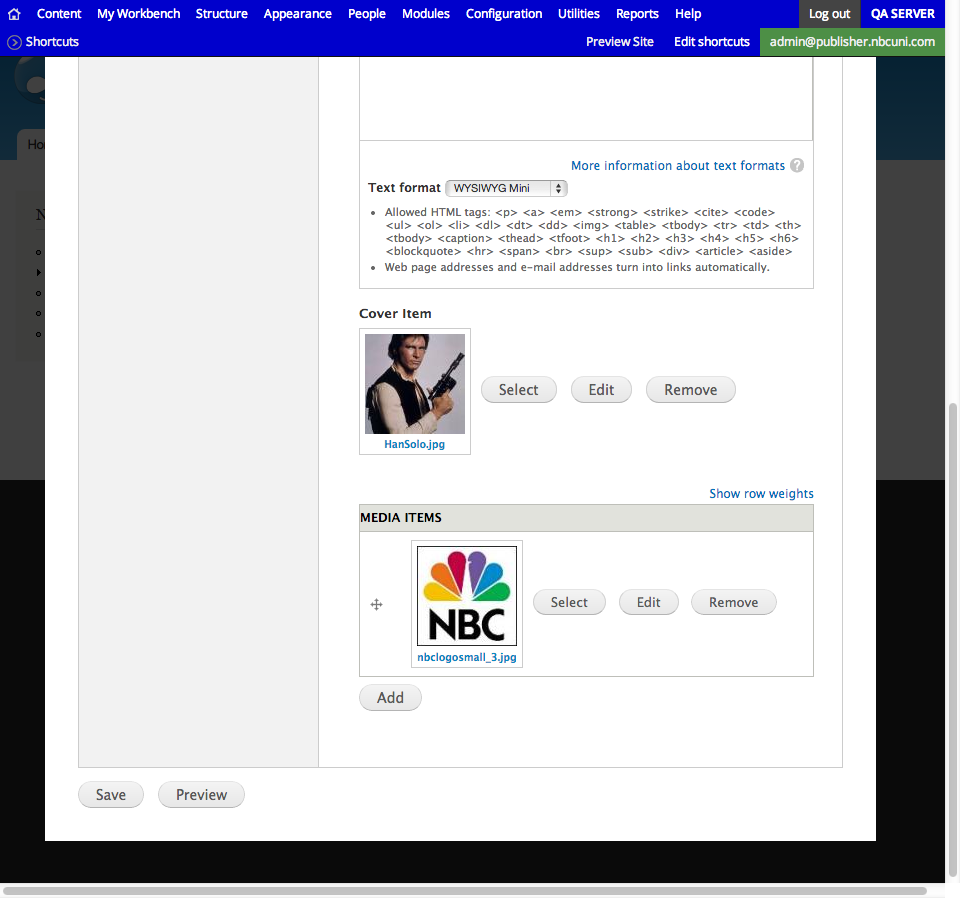 Content My Workbench Structure Appearance People Modules Configuration Utilities Reports Help Log out QA SERVER
Shortcuts Preview Site Edit shortcuts admin@publisher.nbcuni.com
More information about text formats ?
Text format WYSIWYG Mini
Allowed HTML tags: <p> <a> <em> <strong> <strike> <cite> <code>
<ul> <ol> <li> <dl> <dt> <dd> <img> <table> <tbody> <tr> <td> <th>
<tbody> <caption> <thead> <tfoot> <h1> <h2> <h3> <h4> <h5> <h6>
<blockquote> <hr> <span> <br> <sup> <sub> <div> <article> <aside>
Web page addresses and e-mail addresses turn into links automatically.
Cover Item
Select Edit Remove
HanSolo.jpg
Show row weights
MEDIA ITEMS
NBC
Select Edit Remove
nbclogosmall_3.jpg
Add
Save Preview